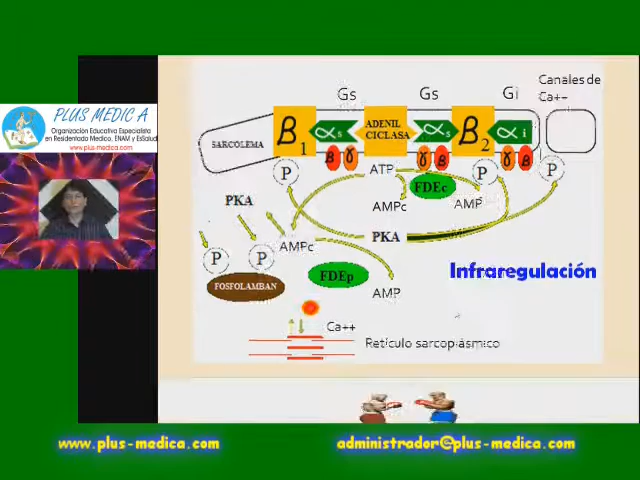 PLUS MEDIC A
Organización Educativa Especialista
en Residentado Medico, ENAM y EsSalud
www.plus-medica.com
Gs
Gs
Gi
Canales de
Ca++
β1
αs
ADENIL
CICLASA
αs
β2
αi
SARCOLEMA
β γ
γ β
γ β
P
ATP
P
P
FDEc
PKA
AMPc
AMP
PKA
AMPc
P
P
Infraregulación
FOSFOLAMBAN
FDEp
AMP
Ca++
Retículo sarcoplásmico
www.plus-medica.com
administrador@plus-medica.com